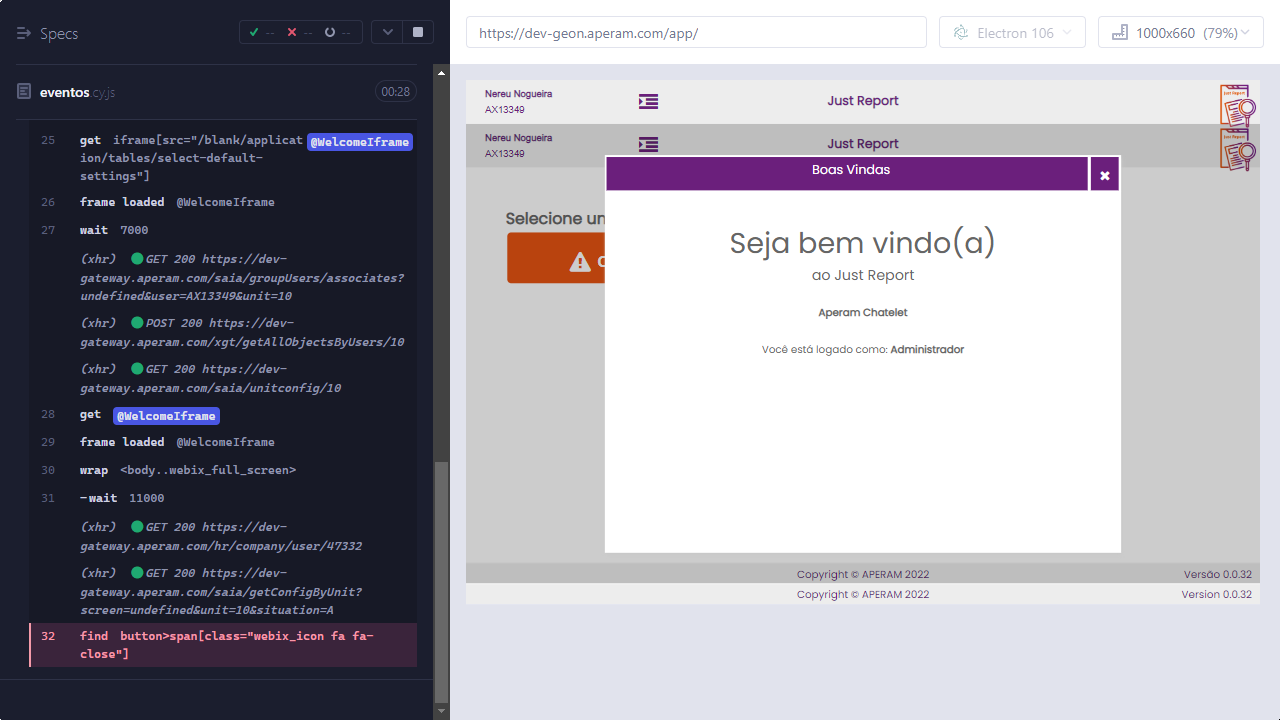 Specs
-- -- --
eventos.cy.js
00:28
25 get iframe[src="/blank/applicat @WelcomeIframe
ion/tables/select-default-
settings"]
26 frame loaded @WelcomeIframe
27 wait 7000
(xhr) GET 200 https://dev-
gateway.aperam.com/saia/groupUsers/associates?
undefined&user=AX13349&unit=10
(xhr) POST 200 https://dev-
gateway.aperam.com/xgt/getAllObjectsByUsers/10
(xhr) GET 200 https://dev-
gateway.aperam.com/saia/unitconfig/10
28 get @WelcomeIframe
29 frame loaded @WelcomeIframe
30 wrap <body..webix_full_screen>
31 -wait 11000
(xhr) GET 200 https://dev-
gateway.aperam.com/hr/company/user/47332
(xhr) GET 200 https://dev-
gateway.aperam.com/saia/getConfigByUnit?
screen=undefined&unit=10&situation=A
32 find button>span[class="webix_icon fa fa-
close"]
https://dev-geon.aperam.com/app/
Electron 106
1000x660 (79%)
Nereu Nogueira
AX13349
Just Report
Just Report
Nereu Nogueira
AX13349
Just Report
Just Report
Boas Vindas
Selecione un
Seja bem vindo(a)
ao Just Report
Aperam Chatelet
Você está logado como: Administrador
Copyright © APERAM 2022
Versão 0.0.32
Copyright © APERAM 2022
Version 0.0.32